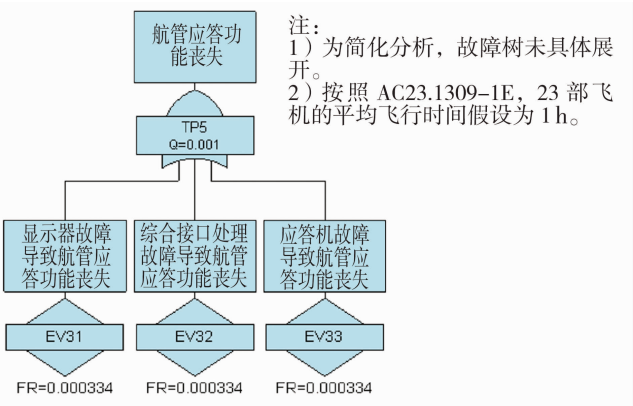 航管应答功
能丧失
注：
1）为简化分析，故障树未具体展
开。
2）按照 AC23.1309-1E，23 部飞
机的平均飞行时间假设为 1 h。
TP5
Q=0.001
显示器故障
导致航管应
答功能丧失
综合接口处理
故障导致航管
应答功能丧失
应答机故障
导致航管应
答功能丧失
EV31
EV32
EV33
FR=0.000334
FR=0.000334
FR=0.000334